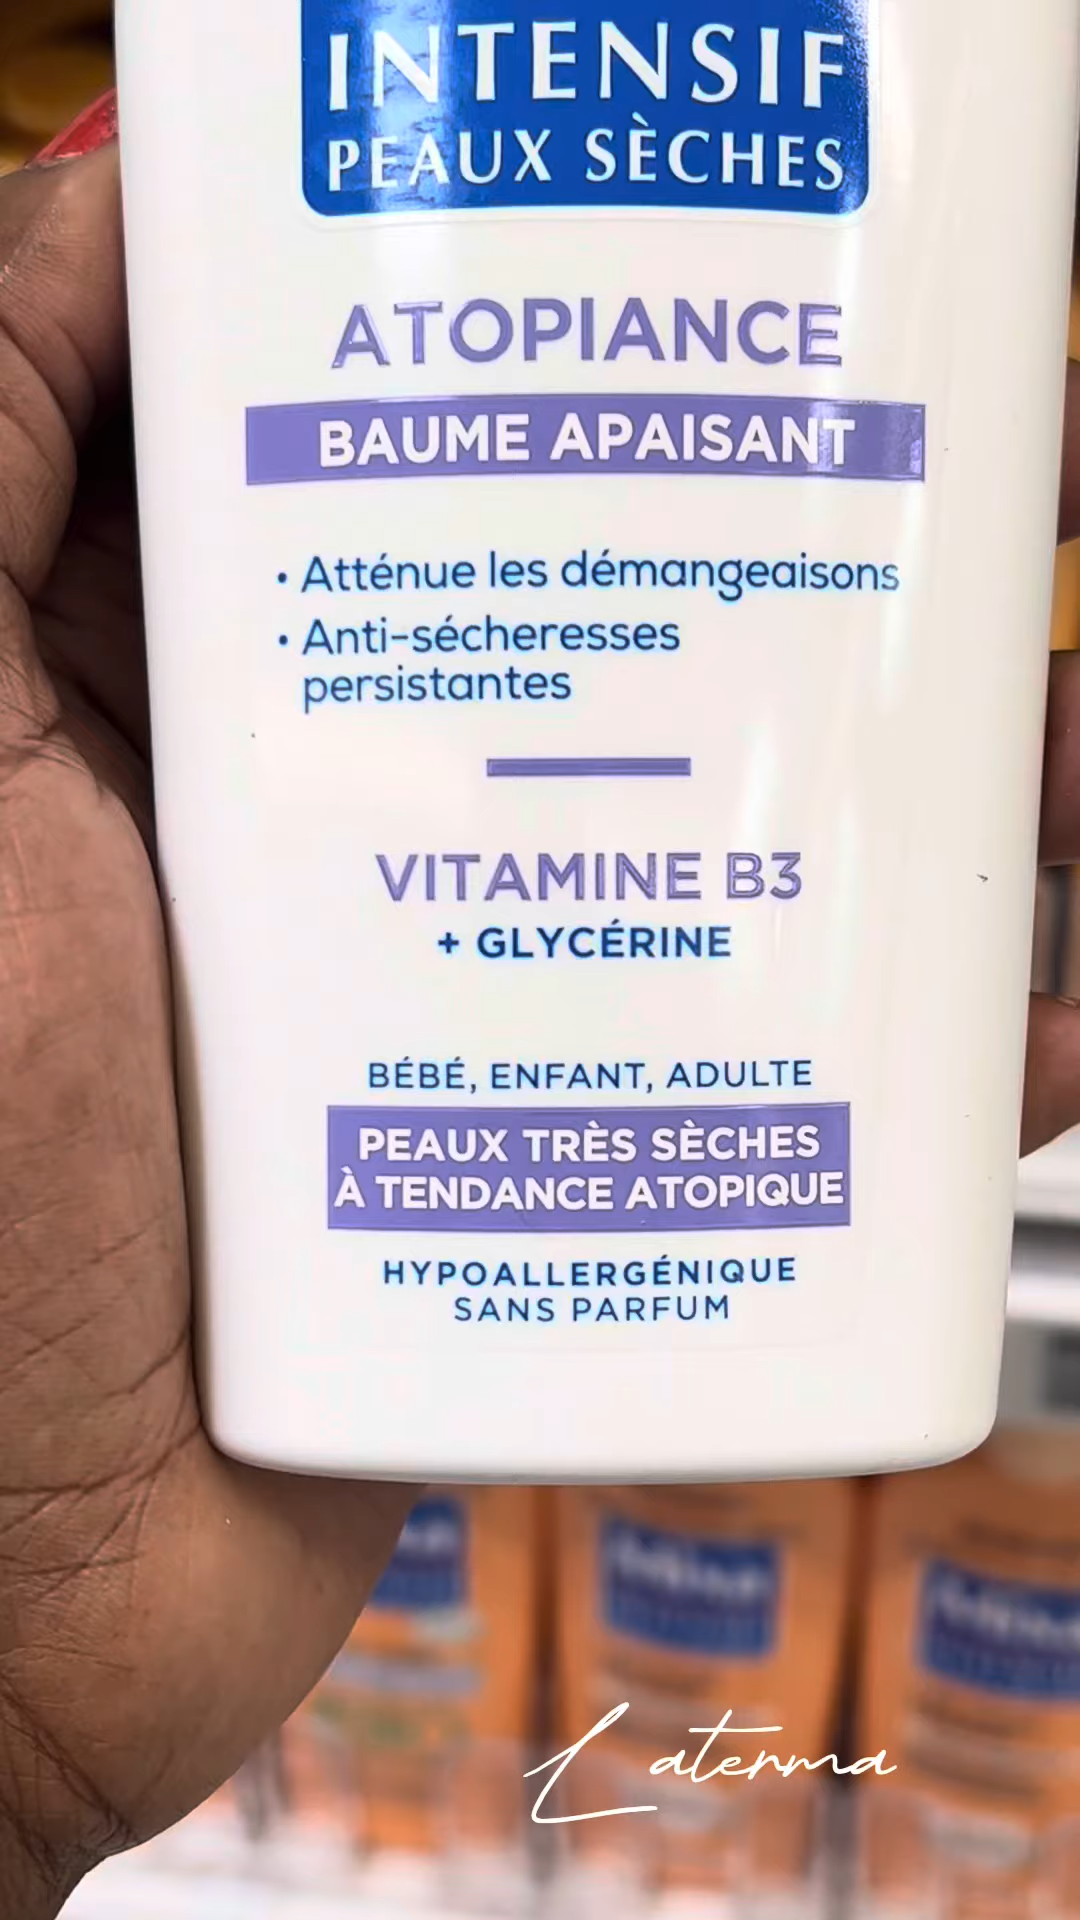 INTENSIF
PEAUX SÈCHES
ATOPIANCE
BAUME APAISANT
• Atténue les démangeaisons
• Anti-sécheresses
persistantes
VITAMINE B3
+ GLYCÉRINE
BÉBÉ, ENFANT, ADULTE
PEAUX TRÈS SÈCHES
À TENDANCE ATOPIQUE
HYPOALLERGÉNIQUE
SANS PARFUM
Laterma